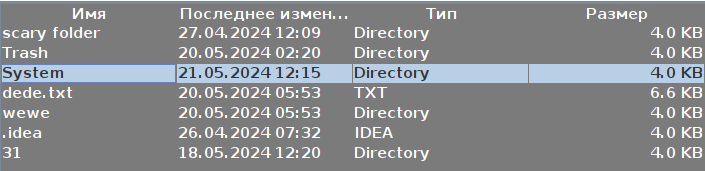 Имя Последнее измен... Тип Размер
scary folder 27.04.2024 12:09 Directory 4.0 KB
Trash 20.05.2024 02:20 Directory 4.0 KB
System 21.05.2024 12:15 Directory 4.0 KB
dede.txt 20.05.2024 05:53 TXT 6.6 KB
wewe 20.05.2024 05:53 Directory 4.0 KB
.idea 26.04.2024 07:32 IDEA 4.0 KB
31 18.05.2024 12:20 Directory 4.0 KB